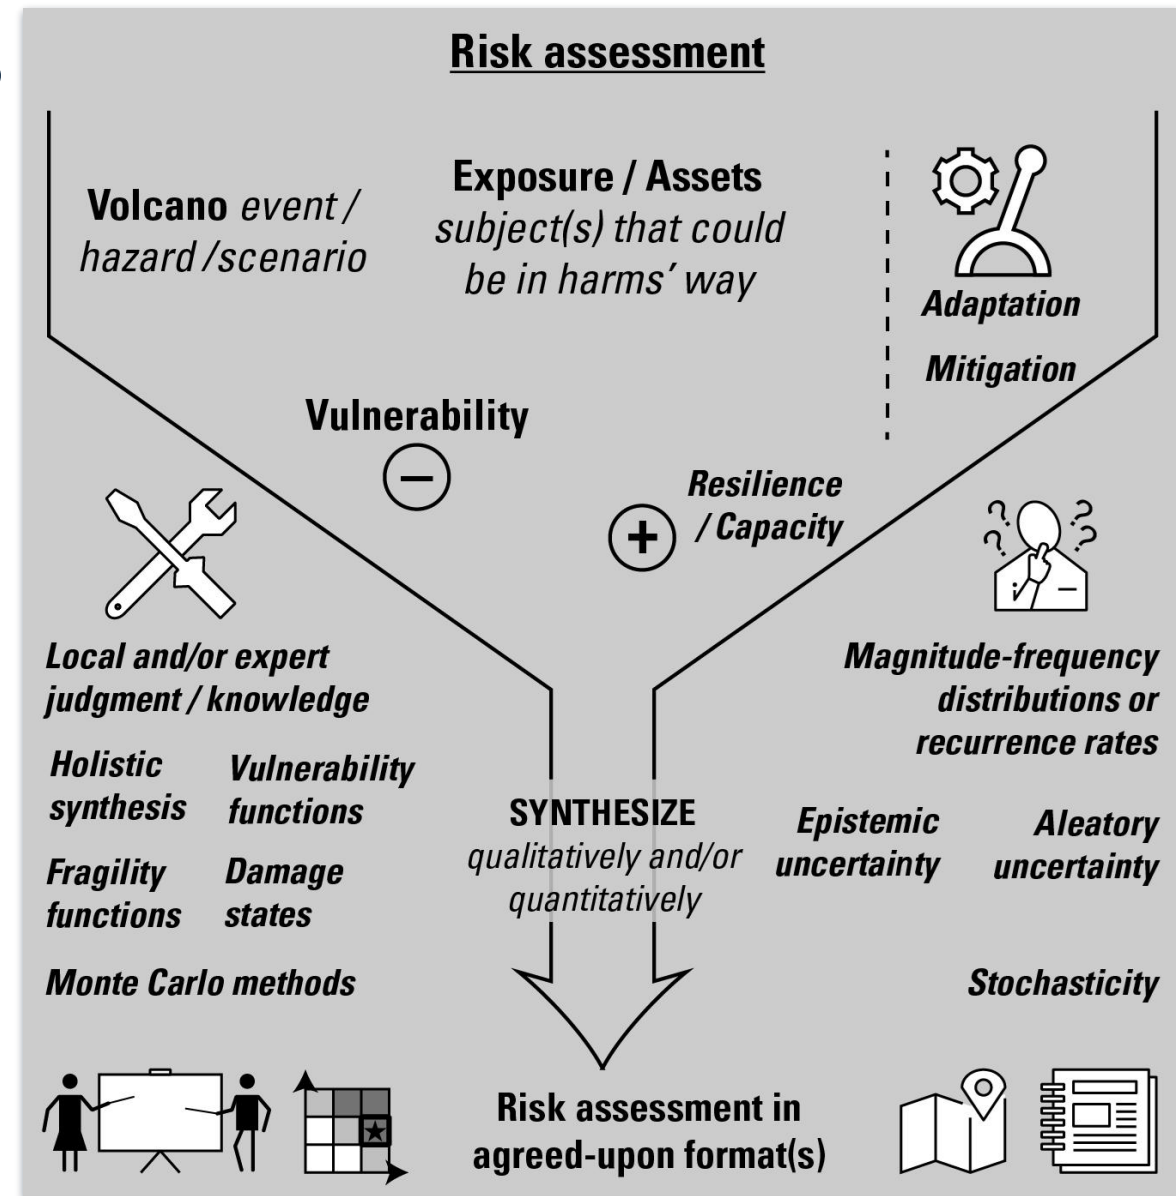 Risk assessment
Volcano event /
hazard /scenario
Exposure / Assets
subject(s) that could
be in harms’ way
Adaptation
Mitigation
Vulnerability
−
+
Resilience
/ Capacity
Local and/or expert
judgment / knowledge
Holistic
synthesis
Vulnerability
functions
Fragility
functions
Damage
states
Monte Carlo methods
SYNTHESIZE
qualitatively and/or
quantitatively
? ? ? ?
Magnitude-frequency
distributions or
recurrence rates
Epistemic
uncertainty
Aleatory
uncertainty
Stochasticity
Risk assessment in
agreed-upon format(s)